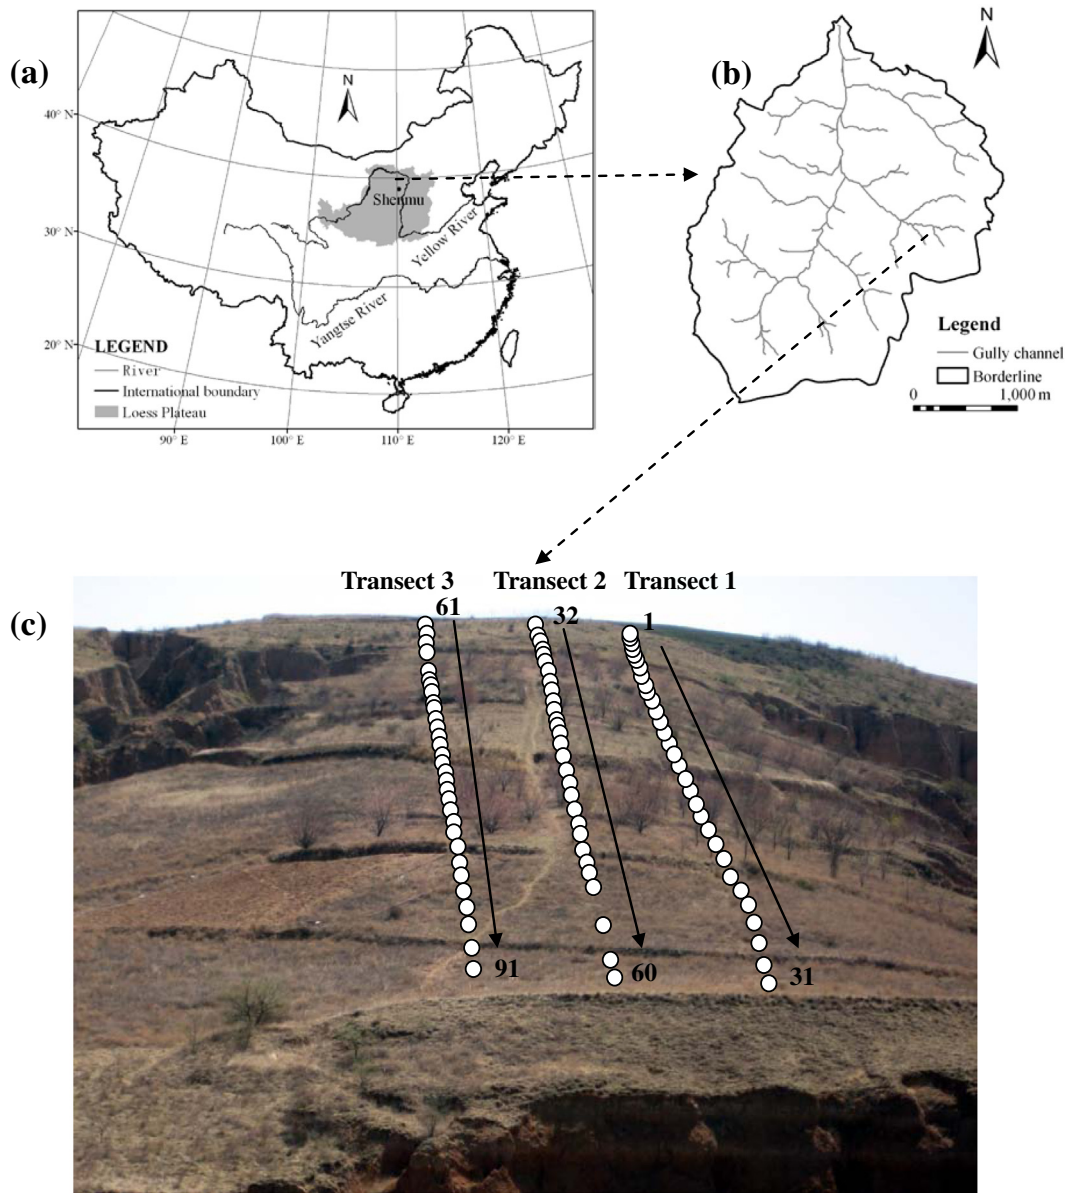 (a)
N
40° N
30° N
20° N
Shenmu
Yellow River
Yangtse River
LEGEND
River
International boundary
Loess Plateau
90° E
100° E
110° E
120° E
(b)
N
Legend
Gully channel
Borderline
0
1,000 m
(c)
Transect 3
Transect 2
Transect 1
61
32
1
91
60
31